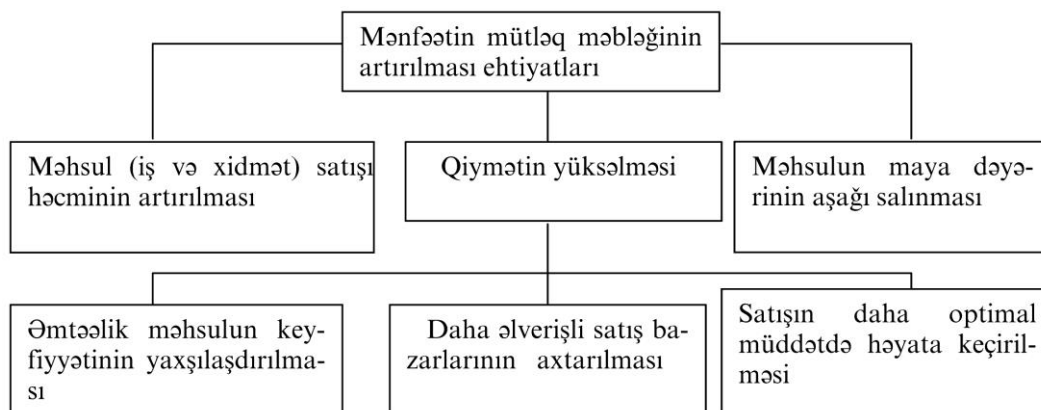 Mənfəətin mütləq məbləğinin
artırılması ehtiyatları
Məhsul (iş və xidmət) satışı
həcminin artırılması
Qiymətin yüksəlməsi
Məhsulun maya dəyə-
rinin aşağı salınması
Əmtəəlik məhsulun key-
fiyyətinin yaxşılaşdırılma-
sı
Daha əlverişli satış ba-
zarlarının axtarılması
Satışın daha optimal
müddətdə həyata keçiril-
məsi